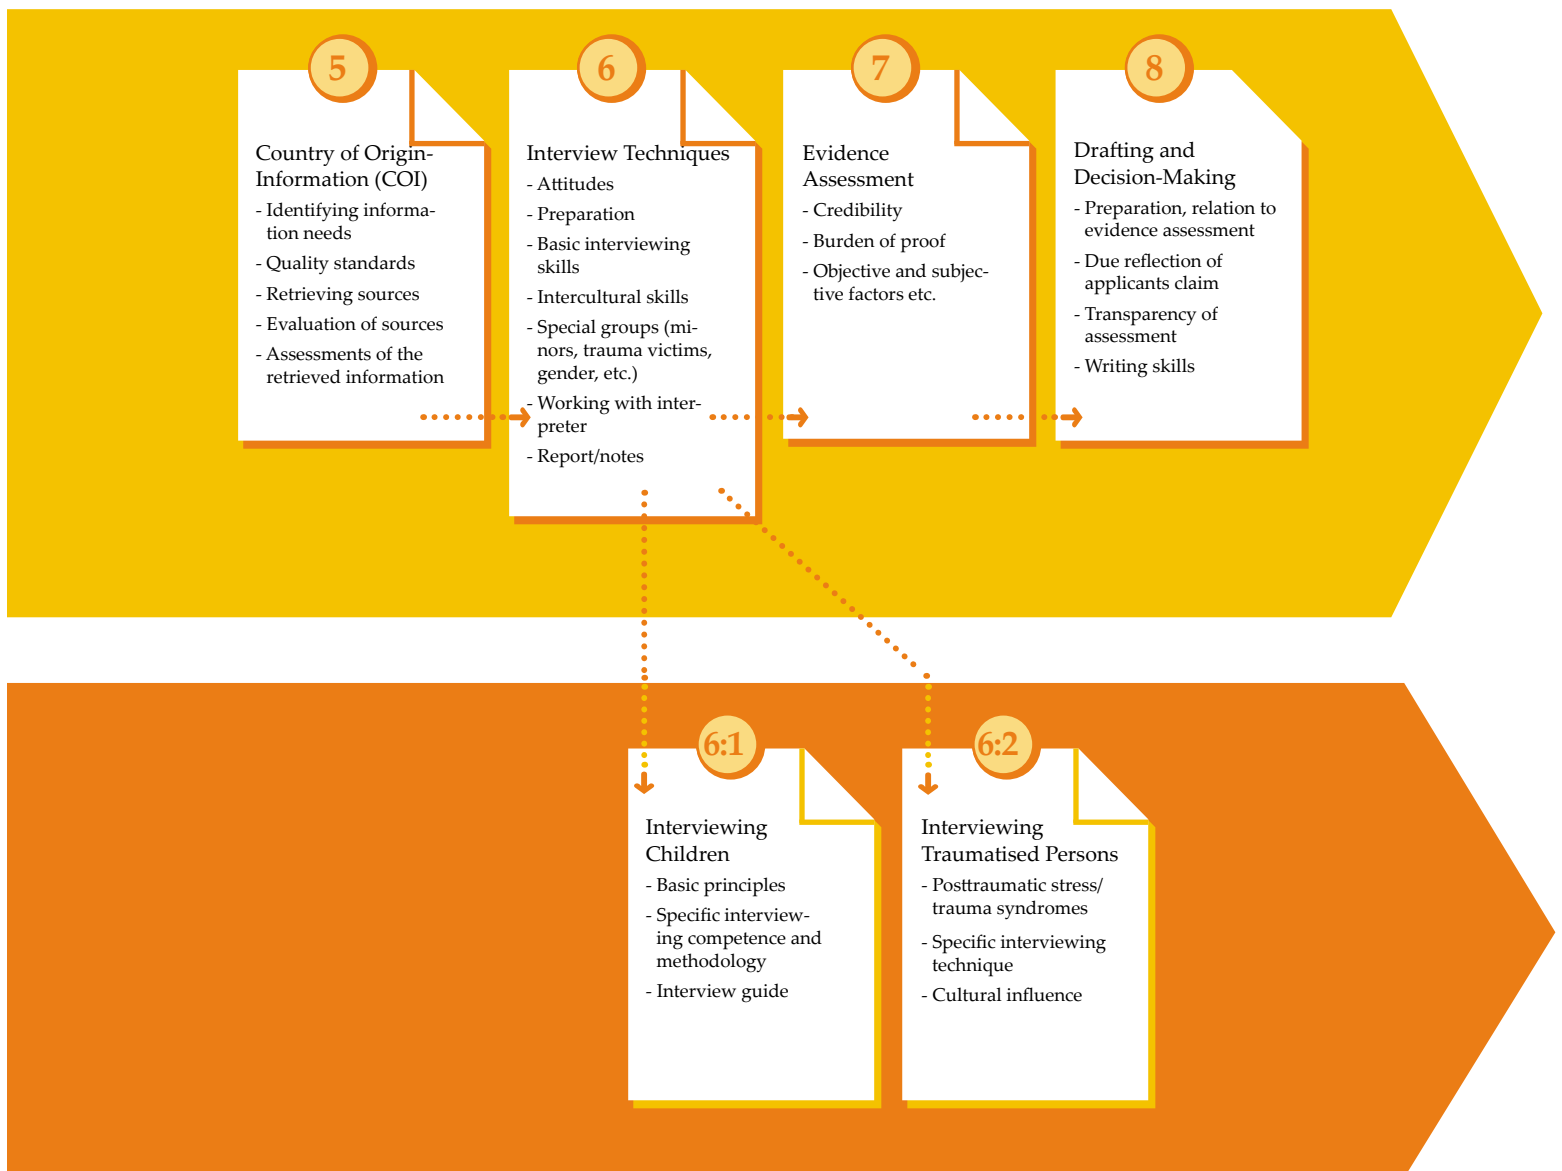 5
Country of Origin-
Information (COI)
- Identifying informa-
tion needs
- Quality standards
- Retrieving sources
- Evaluation of sources
- Assessments of the
retrieved information
6
Interview Techniques
- Attitudes
- Preparation
- Basic interviewing
skills
- Intercultural skills
- Special groups (mi-
nors, trauma victims,
gender, etc.)
- Working with inter-
preter
- Report/notes
7
Evidence
Assessment
- Credibility
- Burden of proof
- Objective and subjec-
tive factors etc.
8
Drafting and
Decision-Making
- Preparation, relation to
evidence assessment
- Due reflection of
applicants claim
- Transparency of
assessment
- Writing skills
6:1
Interviewing
Children
- Basic principles
- Specific interview-
ing competence and
methodology
- Interview guide
6:2
Interviewing
Traumatised Persons
- Posttraumatic stress/
trauma syndromes
- Specific interviewing
technique
- Cultural influence